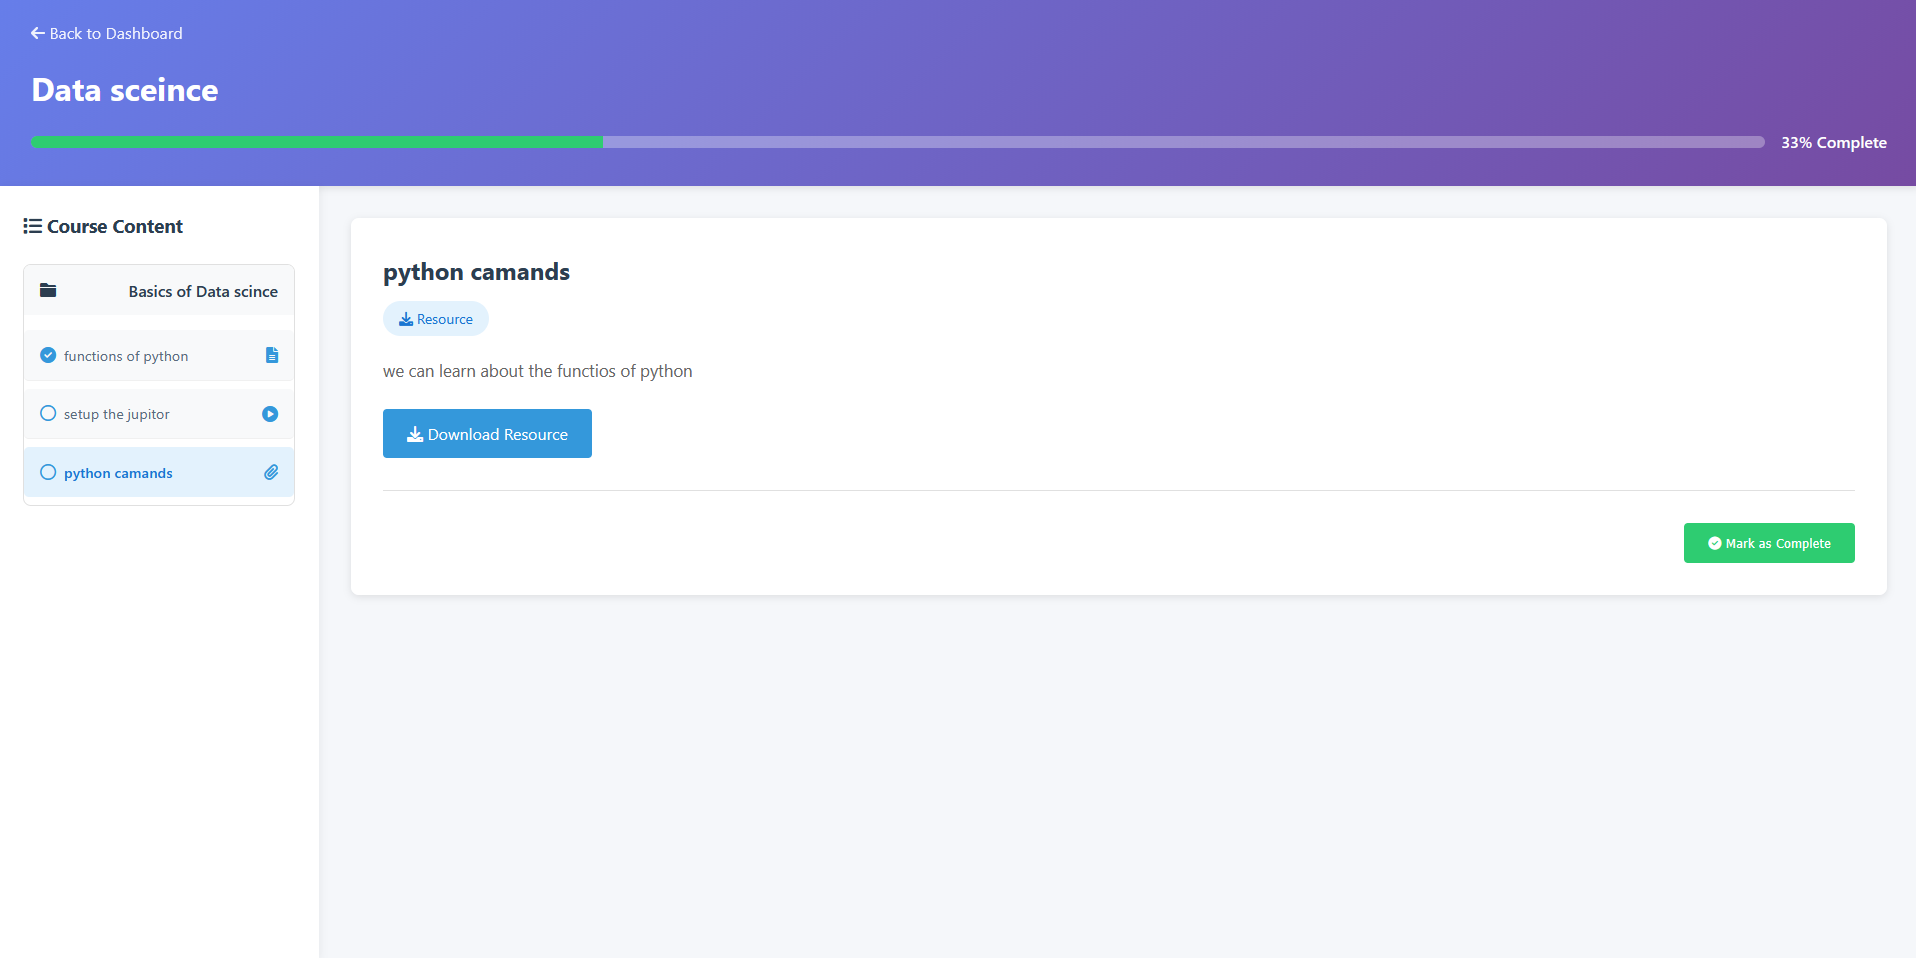 Back to Dashboard
Data sceince
33% Complete
Course Content
Basics of Data scince
functions of python
setup the jupitor
python camands
python camands
Resource
we can learn about the functios of python
Download Resource
Mark as Complete